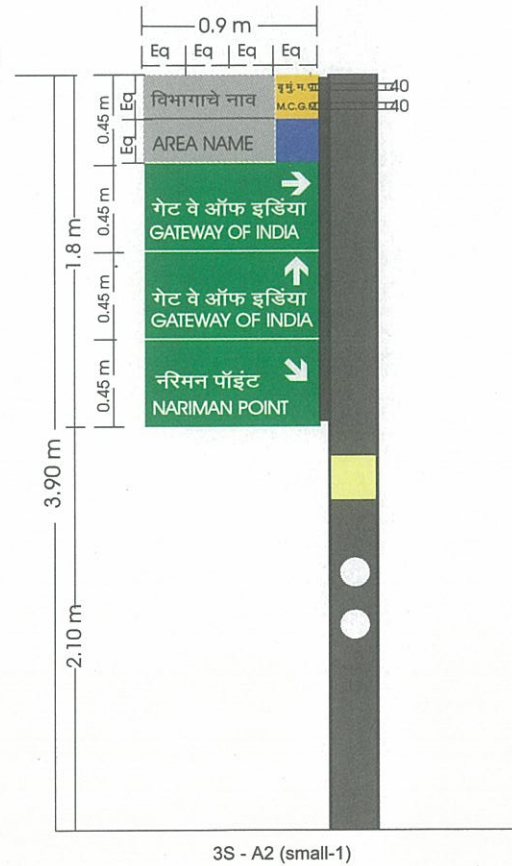 0.9 m
Eq Eq Eq Eq
विभागाचे नाव
बृमुं.म.पा
40
M.C.G.M
40
AREA NAME
Eq
Eq
0.45 m
गेट वे ऑफ इडिंया
GATEWAY OF INDIA
0.45 m
1.8 m
गेट वे ऑफ इडिंया
GATEWAY OF INDIA
0.45 m
नरिमन पॉइंट
NARIMAN POINT
0.45 m
3.90 m
2.10 m
3S - A2 (small-1)